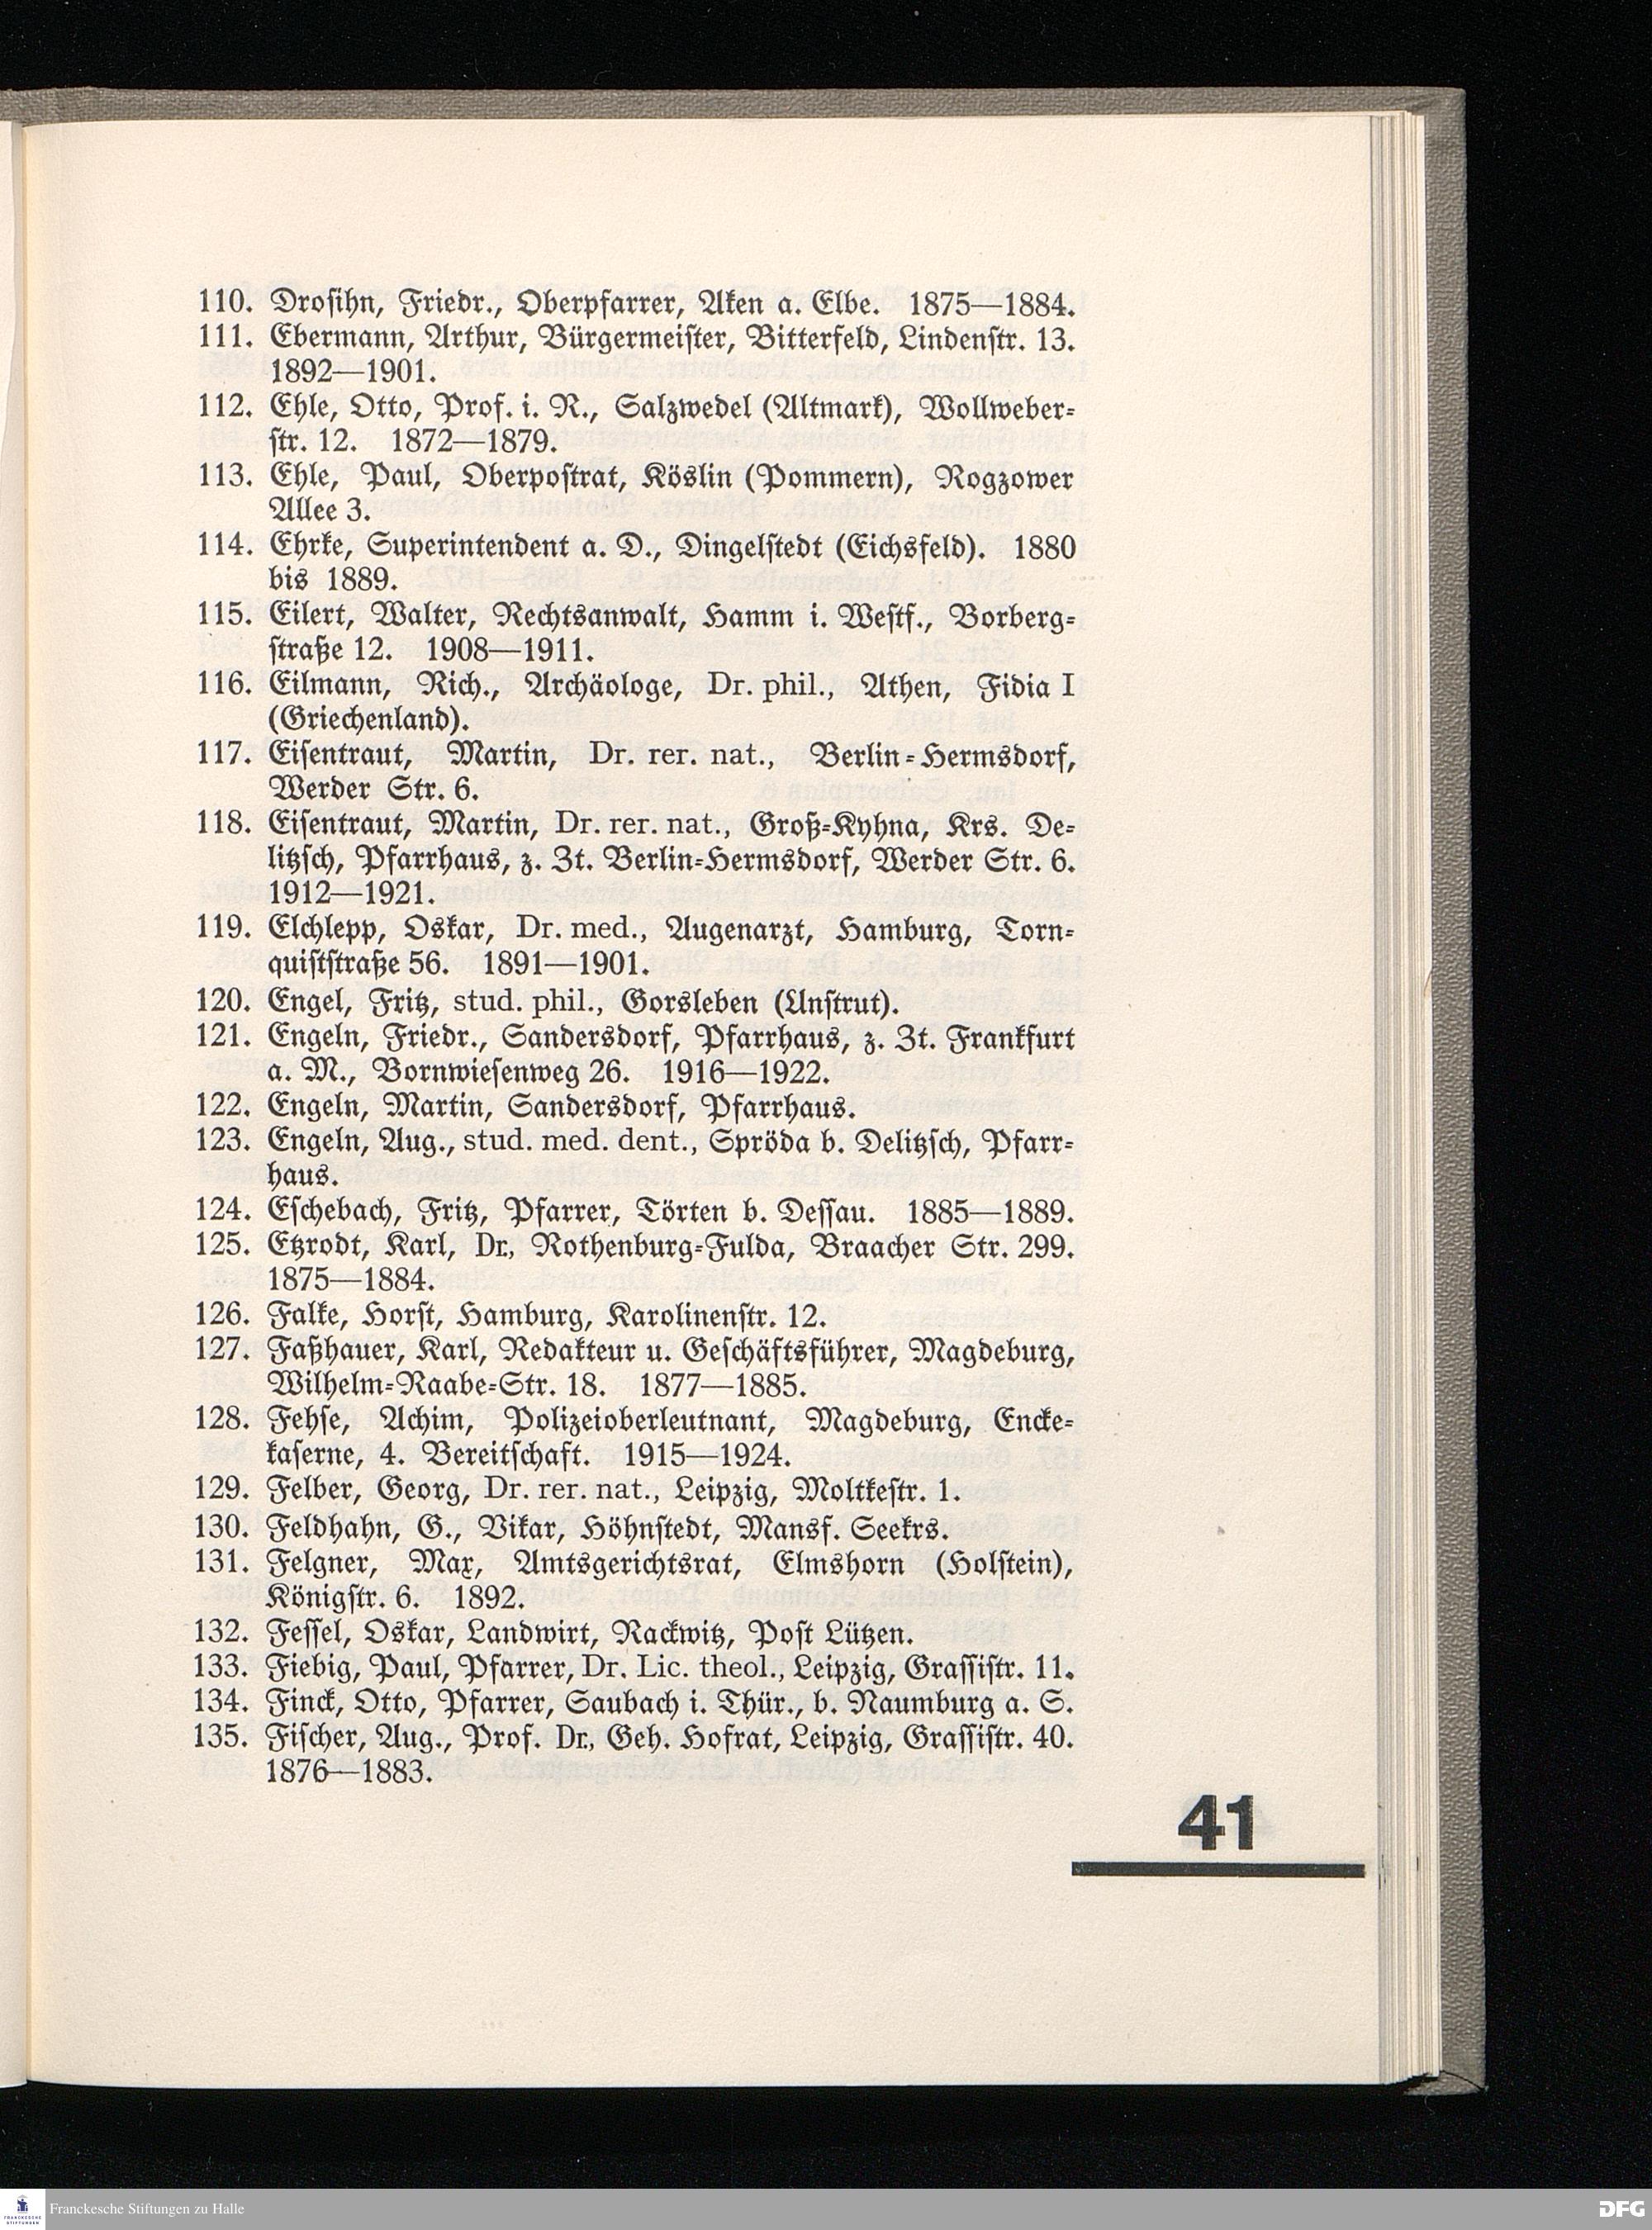 110. Droſihn, Friedr., Oberpfarrer, Aken a. Elbe. 1875—1884.
111. Ebermann, Arthur, Bürgermeiſter, Bitterfeld, Lindenſtr. 13.
1892—1901.
112. Ehle, Otto, Prof. i. R., Salzwedel (Altmark), Wollweber-
ſtr. 12. 1872—1879.
113. Ehle, Paul, Oberpoſtrat, Köslin (Pommern), Rogzower
Allee 3.
114. Ehrke, Superintendent a. D., Dingelſtedt (Eichsfeld). 1880
bis 1889.
115. Eilert, Walter, Rechtsanwalt, Hamm i. Weſtf., Borberg-
ſtraße 12. 1908—1911.
116. Eilmann, Rich., Archäologe, Dr. phil., Athen, Fidia I
(Griechenland).
117. Eiſentraut, Martin, Dr. rer. nat., Berlin-Hermsdorf,
Werder Str. 6.
118. Eiſentraut, Martin, Dr. rer. nat., Groß-Kyhna, Krs. De-
litzſch, Pfarrhaus, z. Zt. Berlin-Hermsdorf, Werder Str. 6.
1912—1921.
119. Elchlepp, Oskar, Dr. med., Augenarzt, Hamburg, Torn-
quiſtſtraße 56. 1891—1901.
120. Engel, Fritz, stud. phil., Gorsleben (Unſtrut).
121. Engeln, Friedr., Sandersdorf, Pfarrhaus, z. Zt. Frankfurt
a. M., Bornwieſenweg 26. 1916—1922.
122. Engeln, Martin, Sandersdorf, Pfarrhaus.
123. Engeln, Aug., stud. med. dent., Spröda b. Delitzſch, Pfarr-
haus.
124. Eſchebach, Fritz, Pfarrer, Törten b. Deſſau. 1885—1889.
125. Etzrodt, Karl, Dr., Rothenburg-Fulda, Braacher Str. 299.
1875—1884.
126. Falke, Horſt, Hamburg, Karolinenſtr. 12.
127. Faßhauer, Karl, Redakteur u. Geſchäftsführer, Magdeburg,
Wilhelm-Raabe-Str. 18. 1877—1885.
128. Fehſe, Achim, Polizeioberleutnant, Magdeburg, Encke-
kaſerne, 4. Bereitſchaft. 1915—1924.
129. Felber, Georg, Dr. rer. nat., Leipzig, Moltkeſtr. 1.
130. Feldhahn, G., Vikar, Höhnſtedt, Mansf. Seekrs.
131. Felgner, Max, Amtsgerichtsrat, Elmshorn (Holſtein),
Königſtr. 6. 1892.
132. Feſſel, Oskar, Landwirt, Rackwitz, Poſt Lützen.
133. Fiebig, Paul, Pfarrer, Dr. Lic. theol., Leipzig, Graſſiſtr. 11.
134. Finck, Otto, Pfarrer, Saubach i. Thür., b. Naumburg a. S.
135. Fiſcher, Aug., Prof. Dr., Geh. Hofrat, Leipzig, Graſſiſtr. 40.
1876—1883.
41
Franckesche Stiftungen zu Halle
DFG